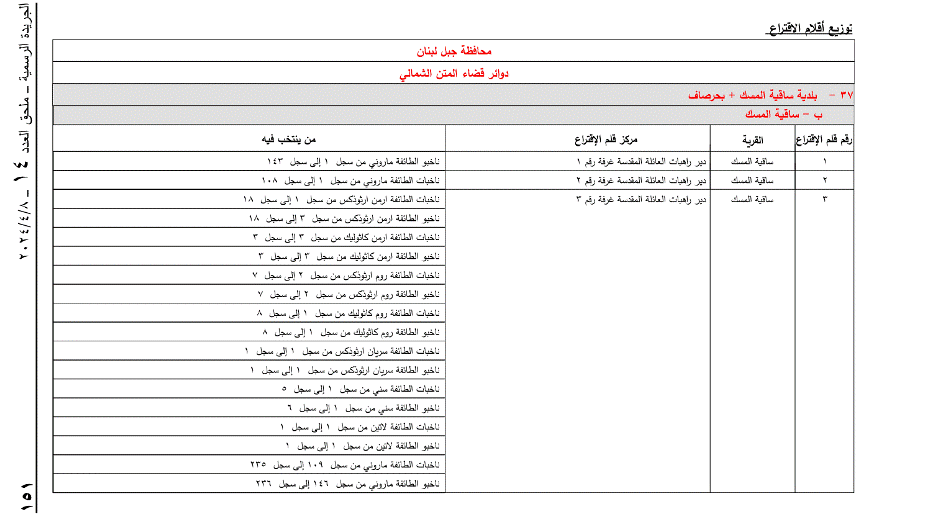 الجريدة الرسمية – ملحق العدد ١٤ – ٢٠٢٤/٤/٨
توزيع أقلام الاقتراع
محافظة جبل لبنان
دوائر قضاء المتن الشمالي
٣٧ - بلدية ساقية المسك + بحرصاف
ب – ساقية المسك
رقم قلم الإقتراع القرية مركز قلم الإقتراع من ينتخب فيه
١ ساقية المسك دير راهبات العائلة المقدسة غرفة رقم ١ ناخبو الطائفة ماروني من سجل ١ إلى سجل ١٤٣
٢ ساقية المسك دير راهبات العائلة المقدسة غرفة رقم ٢ ناخبات الطائفة ماروني من سجل ١ إلى سجل ١٠٨
٣ ساقية المسك دير راهبات العائلة المقدسة غرفة رقم ٣ ناخبات الطائفة ارمن ارثوذكس من سجل ١ إلى سجل ١٨
ناخبو الطائفة ارمن ارثوذكس من سجل ٣ إلى سجل ١٨
ناخبات الطائفة ارمن كاثوليك من سجل ٣ إلى سجل ٣
ناخبو الطائفة ارمن كاثوليك من سجل ٣ إلى سجل ٣
ناخبات الطائفة روم ارثوذكس من سجل ٢ إلى سجل ٧
ناخبو الطائفة روم ارثوذكس من سجل ٢ إلى سجل ٧
ناخبات الطائفة روم كاثوليك من سجل ١ إلى سجل ٨
ناخبو الطائفة روم كاثوليك من سجل ١ إلى سجل ٨
ناخبات الطائفة سريان ارثوذكس من سجل ١ إلى سجل ١
ناخبو الطائفة سريان ارثوذكس من سجل ١ إلى سجل ١
ناخبات الطائفة سني من سجل ١ إلى سجل ٥
ناخبو الطائفة سني من سجل ١ إلى سجل ٦
ناخبات الطائفة لاتين من سجل ١ إلى سجل ١
ناخبو الطائفة لاتين من سجل ١ إلى سجل ١
ناخبات الطائفة ماروني من سجل ١٠٩ إلى سجل ٢٣٥
ناخبو الطائفة ماروني من سجل ١٤٦ إلى سجل ٢٣٦
١٥١